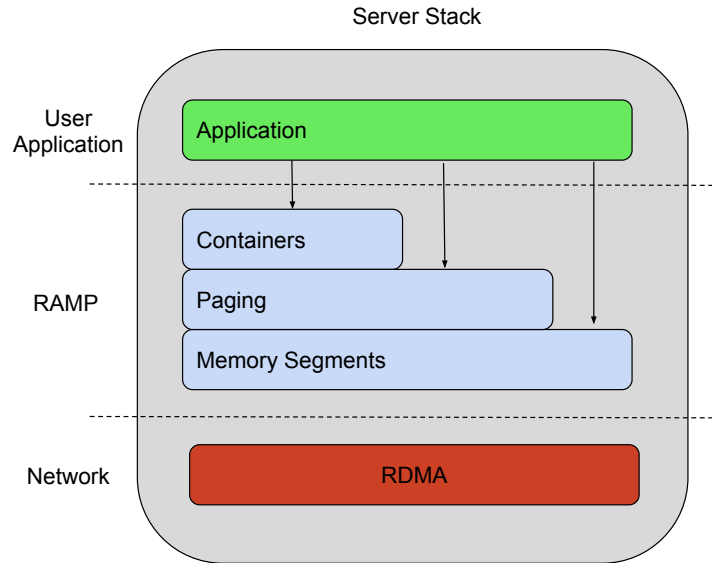 Server Stack
User
Application
Application
Containers
RAMP
Paging
Memory Segments
Network
RDMA